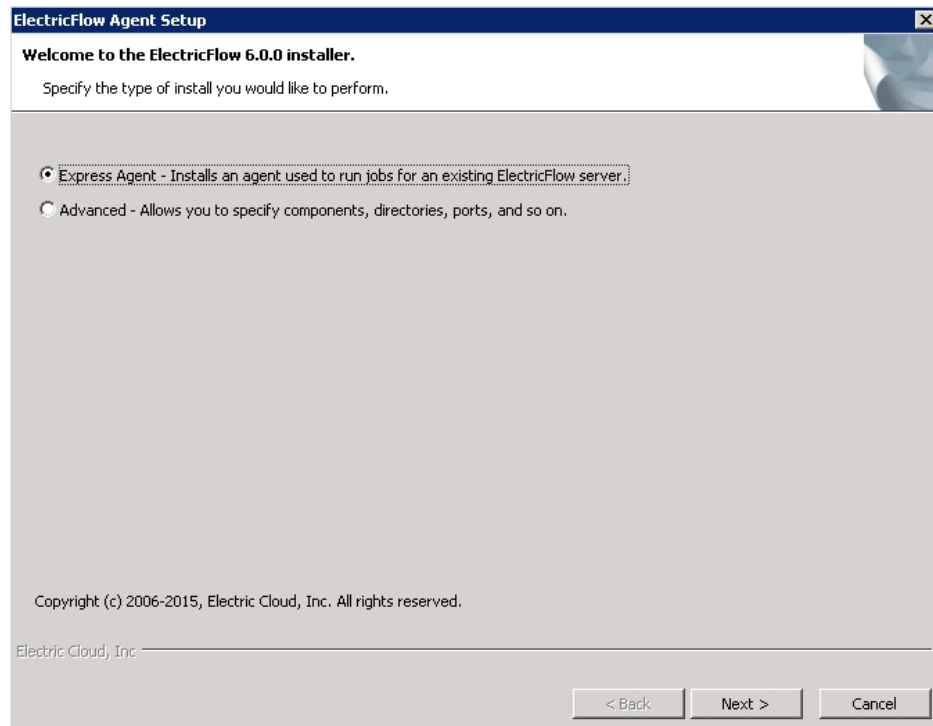 ElectricFlow Agent Setup
Welcome to the ElectricFlow 6.0.0 installer.
Specify the type of install you would like to perform.
Express Agent - Installs an agent used to run jobs for an existing ElectricFlow server.
Advanced - Allows you to specify components, directories, ports, and so on.
Copyright (c) 2006-2015, Electric Cloud, Inc. All rights reserved.
Electric Cloud, Inc
< Back Next > Cancel